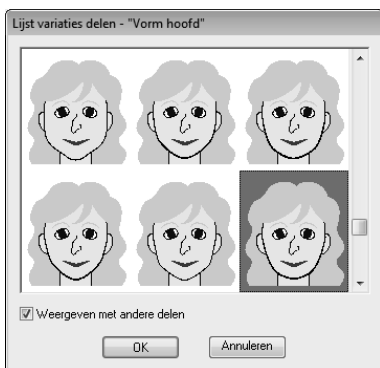 Lijst variaties delen - "Vorm hoofd"
Weergeven met andere delen
OK
Annuleren